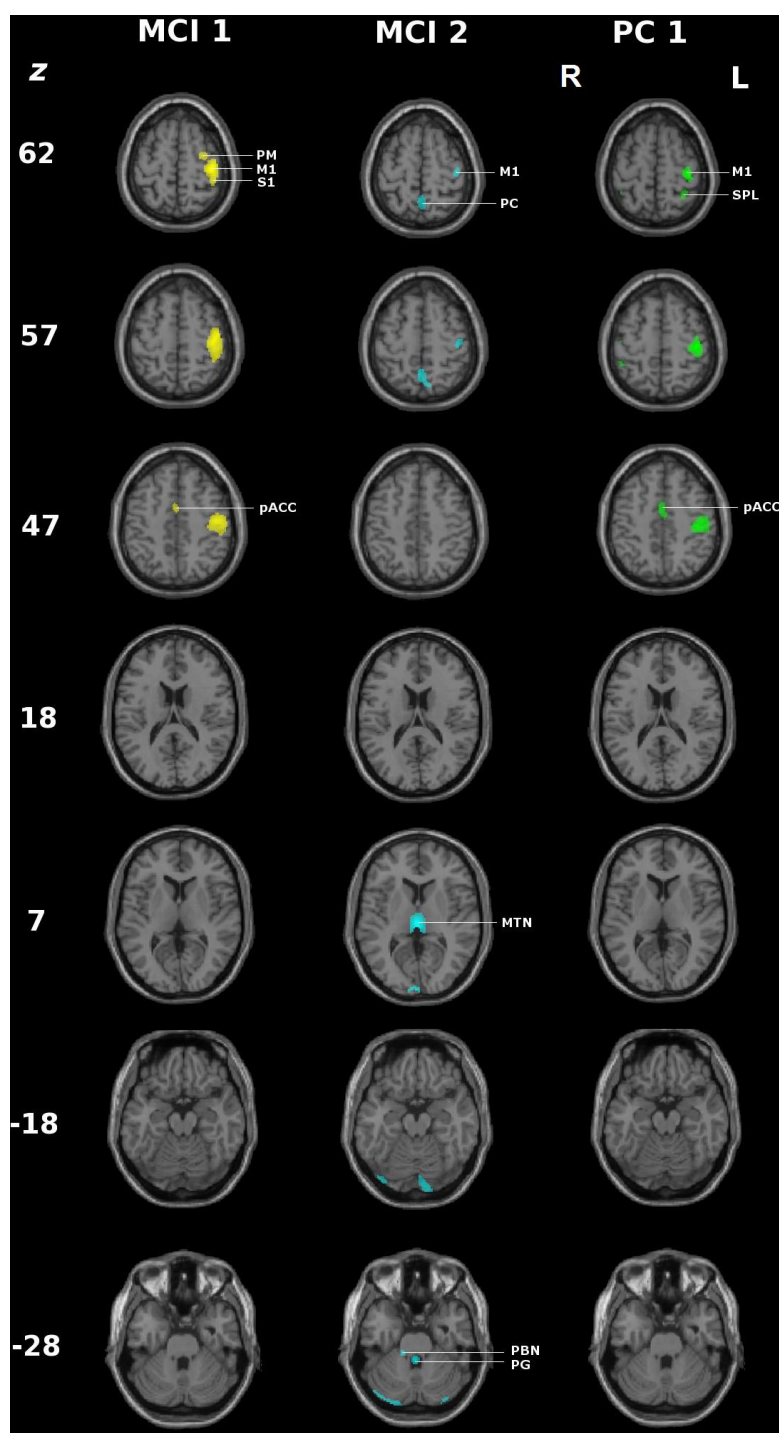 MCI 1 MCI 2 PC 1
z R L
62
PM
M1
S1
M1
PC
M1
SPL
57
47
pACC
pACC
18
7
MTN
-18
-28
PBN
PG